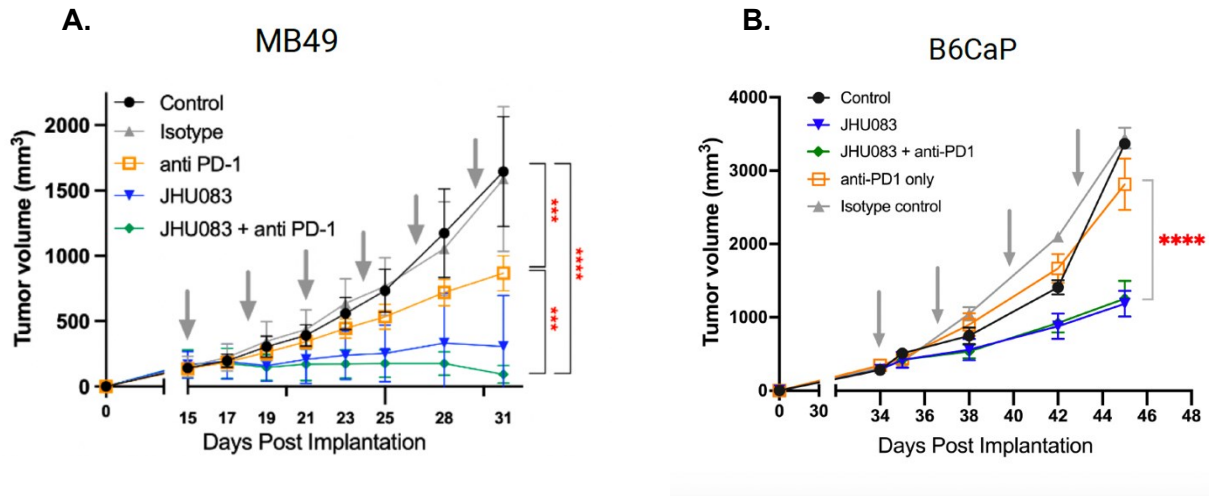 A.
MB49
Control
Isotype
anti PD-1
JHU083
JHU083 + anti PD-1
Tumor volume (mm³)
2000
1500
1000
500
0
0
15
17
19
21
23
25
28
31
Days Post Implantation
***
***
****
B.
B6CaP
Control
JHU083
JHU083 + anti-PD1
anti-PD1 only
Isotype control
Tumor volume (mm³)
4000
3000
2000
1000
0
0
30
34
36
38
40
42
44
46
48
Days Post Implantation
****